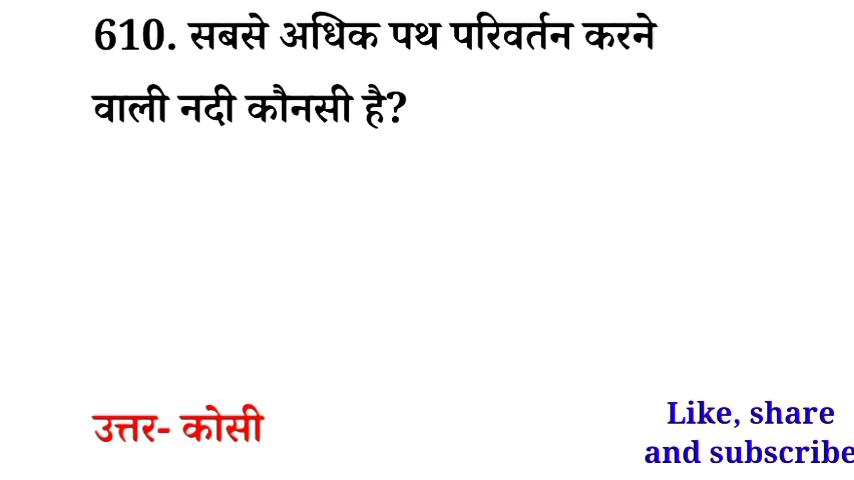 610. सबसे अधिक पथ परिवर्तन करने
वाली नदी कौनसी है?
उत्तर- कोसी
Like, share
and subscribe